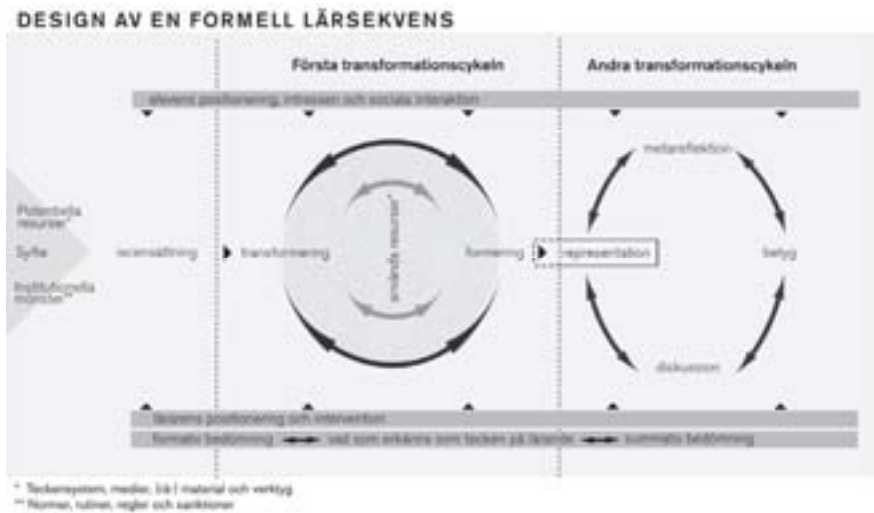 DESIGN AV EN FORMELL LÄRSEKVENS
Första transformationscykeln
Andra transformationscykeln
elevens positionering, intressen och sociala interaktion
metareflektion
Potentiella
resurser*
Syfte
Institutionella
mönster**
iscensättning
transformering
använda resurser*
formering
representation
betyg
diskussion
lärarens positionering och intervention
formativ bedömning
vad som erkänns som tecken på lärande
summativ bedömning
* Teckensystem, medier, material och verktyg
** Normer, rutiner, regler och sanktioner